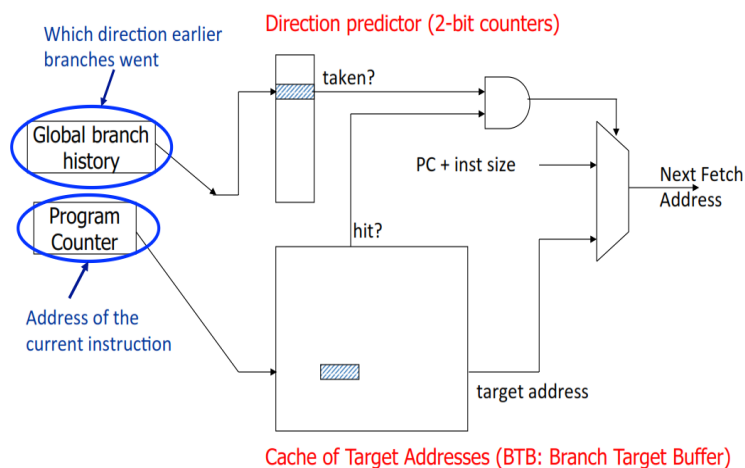 Direction predictor (2-bit counters)
Which direction earlier
branches went
taken?
Global branch
history
PC + inst size
Next Fetch
Address
Program
Counter
hit?
Address of the
current instruction
target address
Cache of Target Addresses (BTB: Branch Target Buffer)